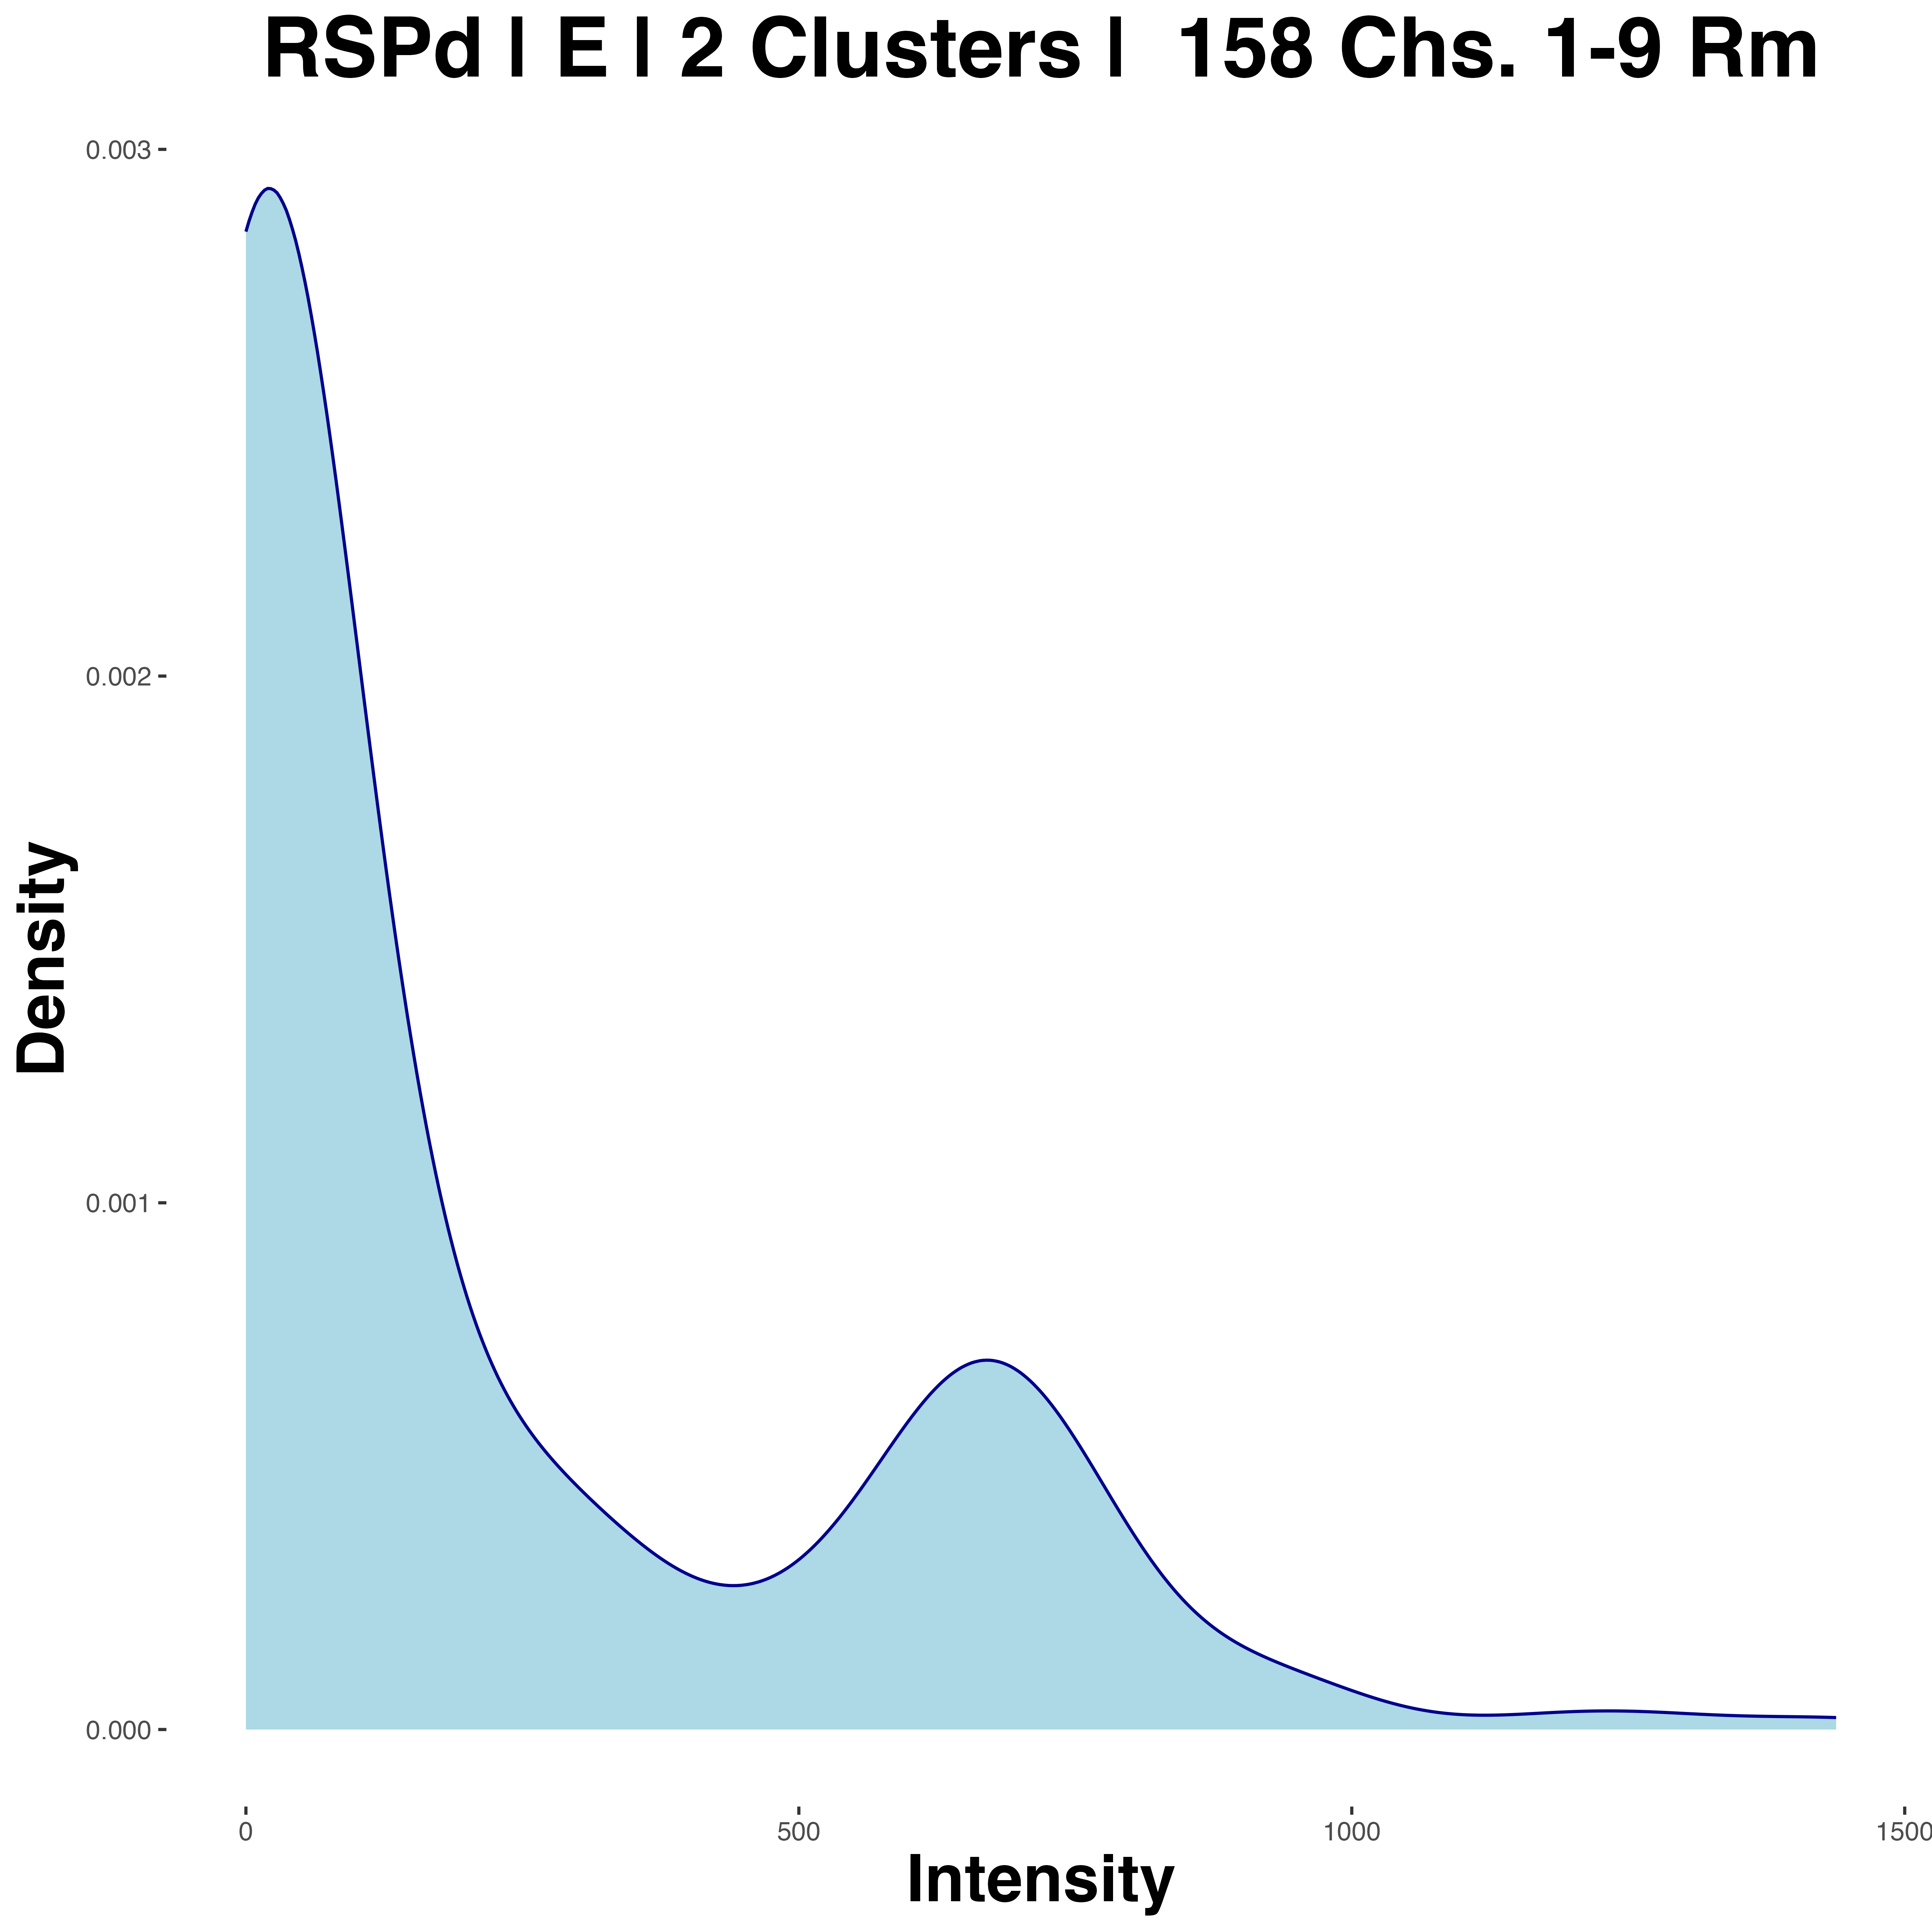 RSPd | E | 2 Clusters |  158 Chs. 1-9 Rm
0.003
0.002
0.001
0.000
Density
0
500
1000
1500
Intensity